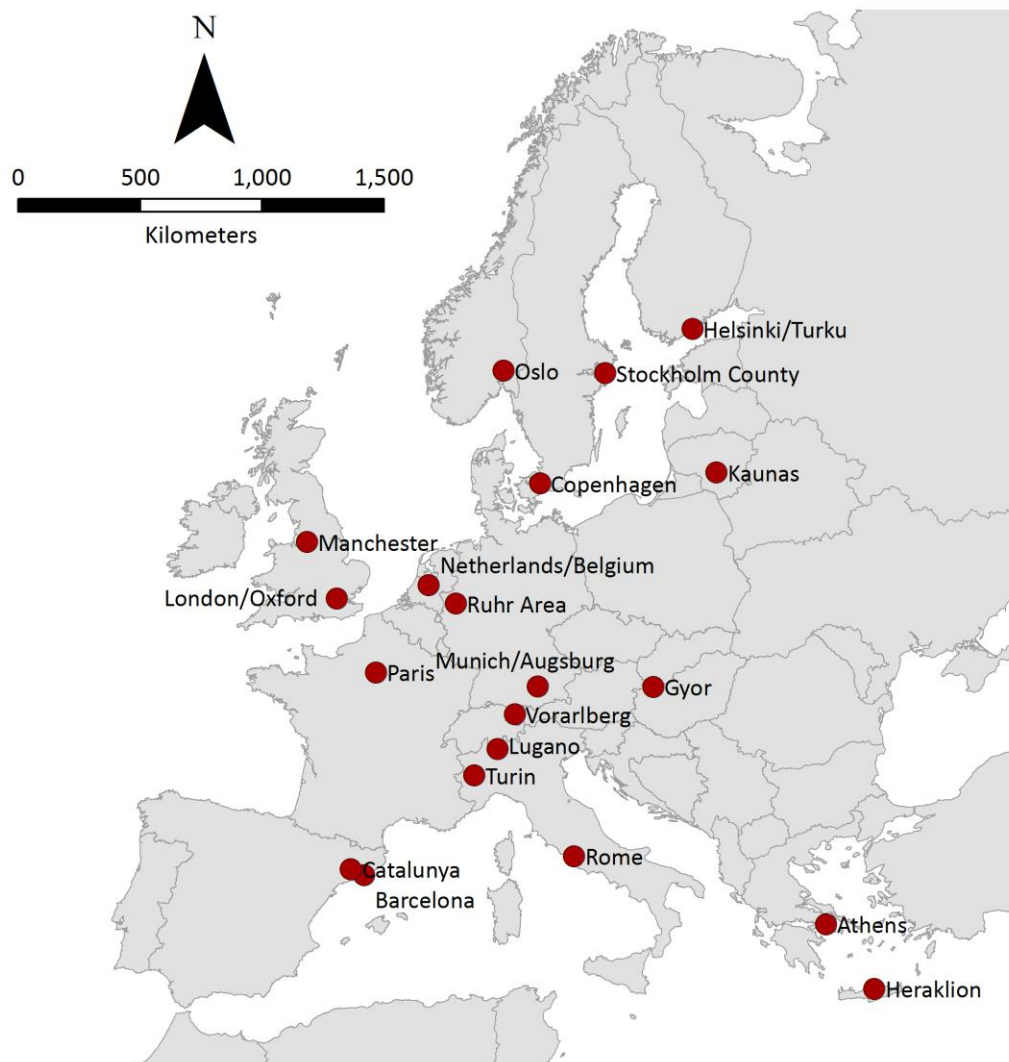 N
0 500 1,000 1,500
Kilometers
Helsinki/Turku
Oslo
Stockholm County
Kaunas
Copenhagen
Manchester
Netherlands/Belgium
London/Oxford
Ruhr Area
Munich/Augsburg
Paris
Gyor
Vorarlberg
Lugano
Turin
Rome
Catalunya
Barcelona
Athens
Heraklion